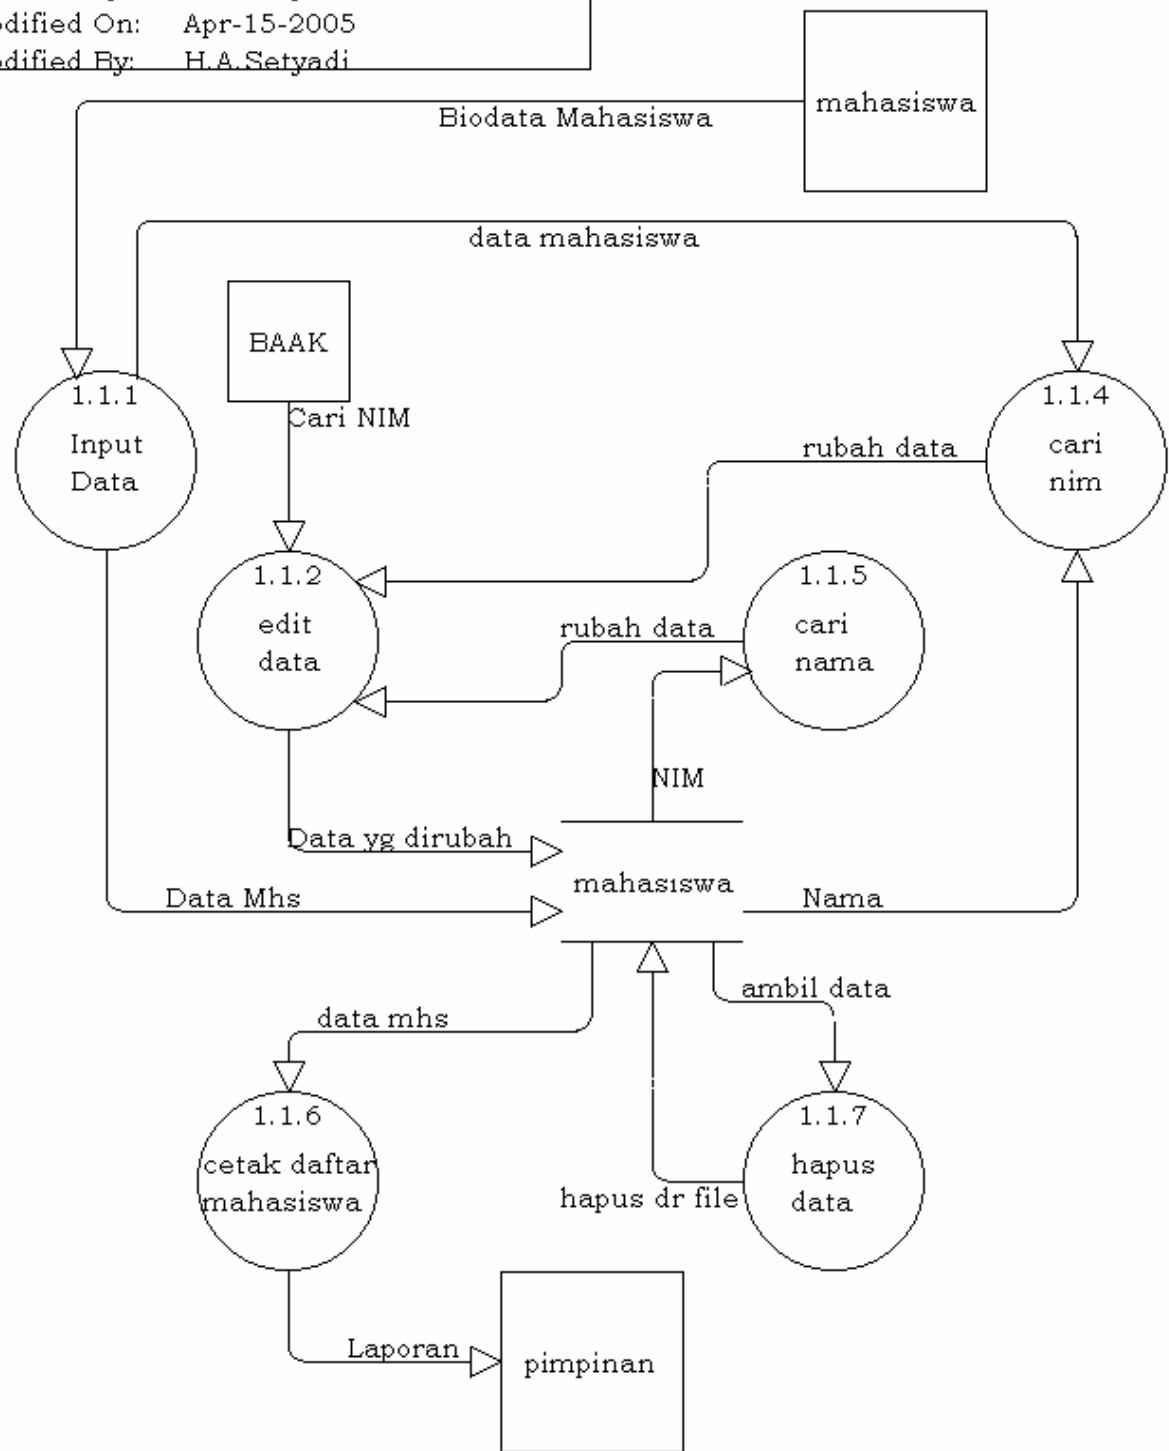 odified On: Apr-15-2005
odified By: H.A.Setyadi
mahasiswa
Biodata Mahasiswa
data mahasiswa
BAAK
Cari NIM
1.1.1
Input
Data
1.1.4
cari
nim
rubah data
1.1.2
edit
data
1.1.5
cari
nama
rubah data
NIM
Data yg dirubah
mahasiswa
Data Mhs
Nama
ambil data
data mhs
1.1.6
cetak daftar
mahasiswa
1.1.7
hapus
data
hapus dr file
Laporan
pimpinan